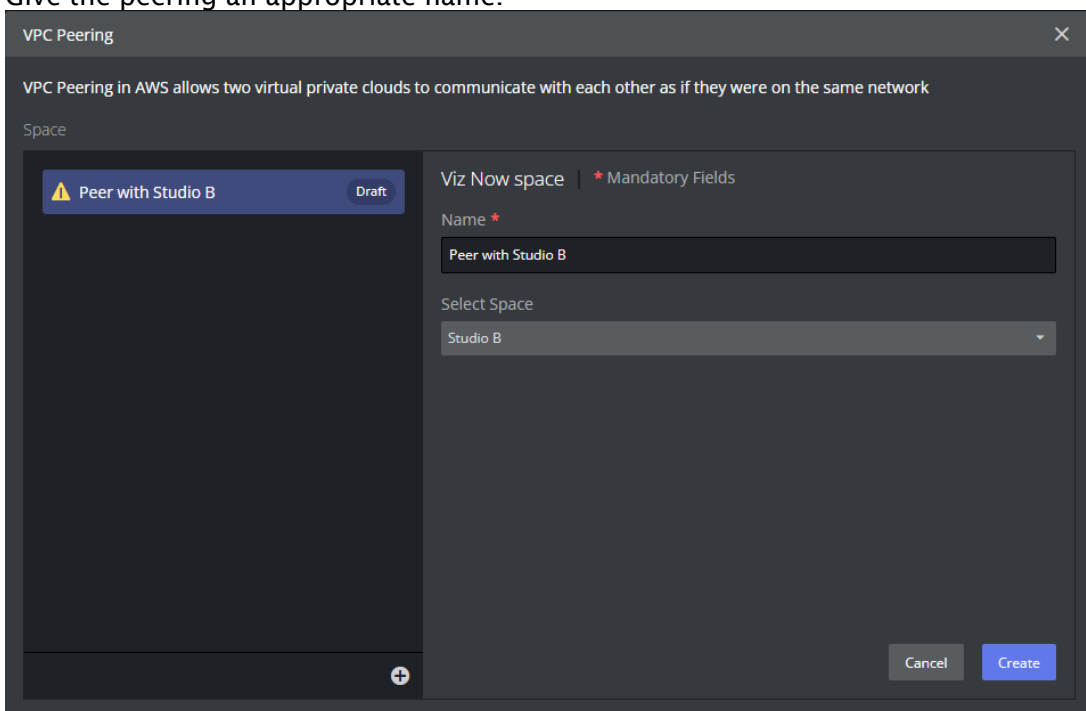 Give the peering an appropriate name.
VPC Peering
VPC Peering in AWS allows two virtual private clouds to communicate with each other as if they were on the same network
Space
Peer with Studio B
Draft
Viz Now space | * Mandatory Fields
Name *
Peer with Studio B
Select Space
Studio B
Cancel
Create